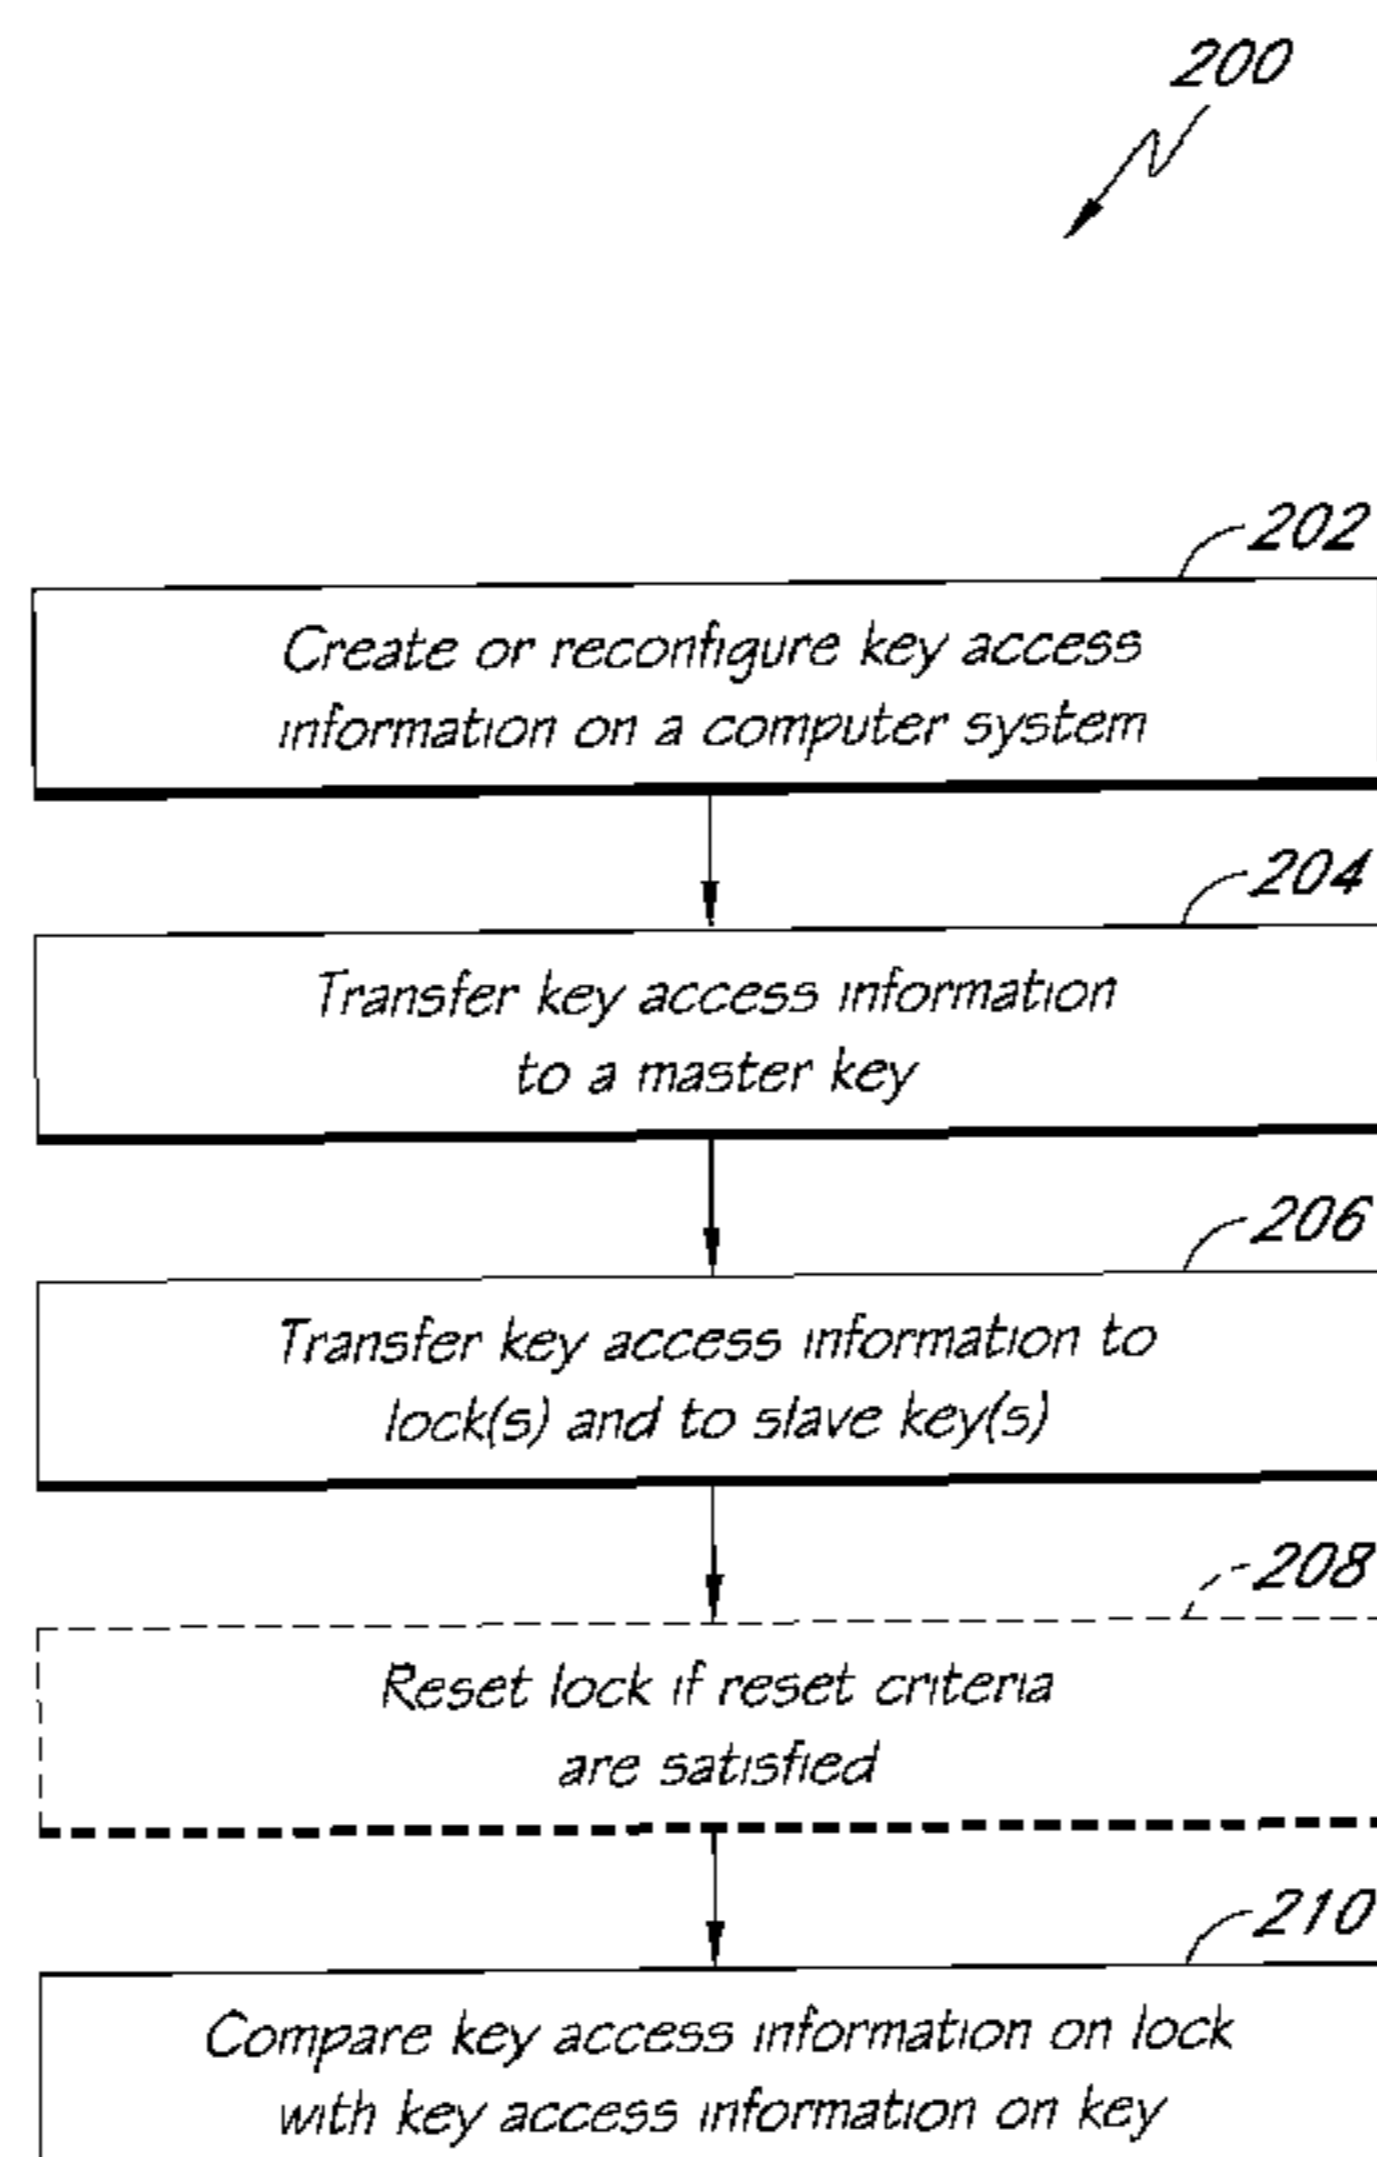 200
202
Create or reconfigure key access
information on a computer system
204
Transfer key access information
to a master key
206
Transfer key access information to
lock(s) and to slave key(s)
208
Reset lock if reset criteria
are satisfied
210
Compare key access information on lock
with key access information on key